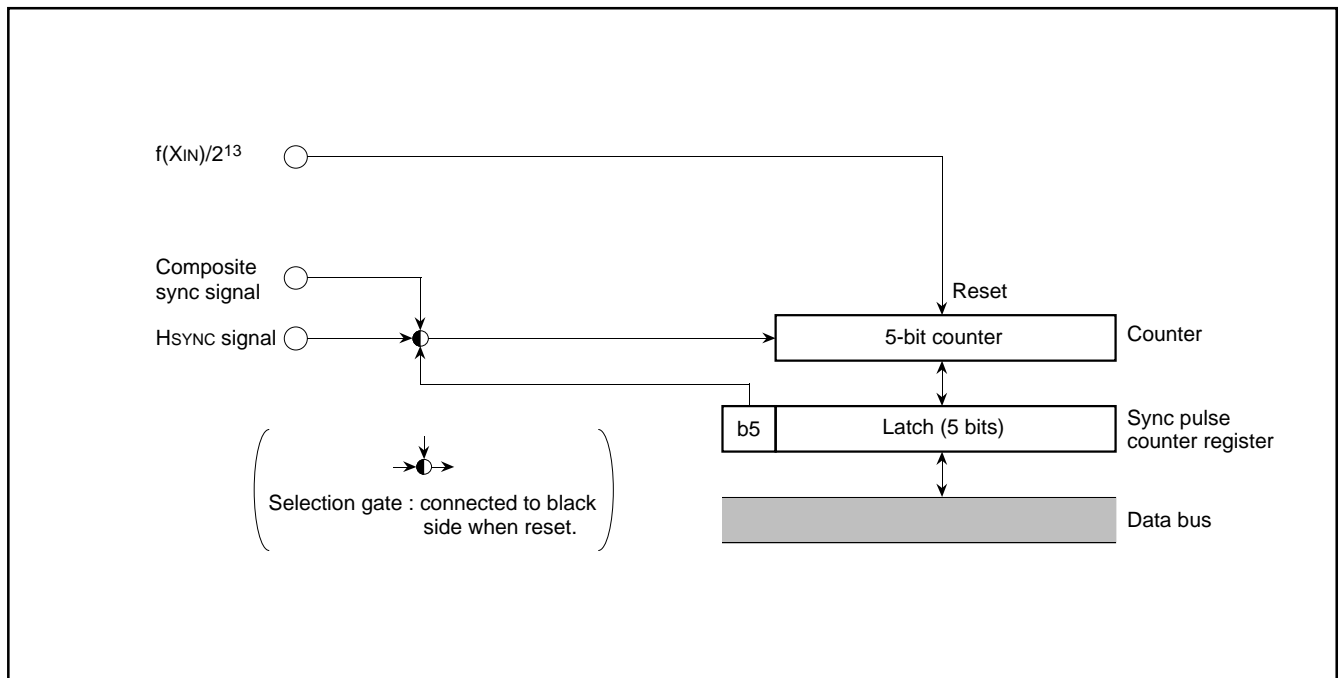 f(XIN)/2¹³
Composite
sync signal
HSYNC signal
Reset
5-bit counter
Counter
b5
Latch (5 bits)
Sync pulse
counter register
Selection gate : connected to black
side when reset.
Data bus